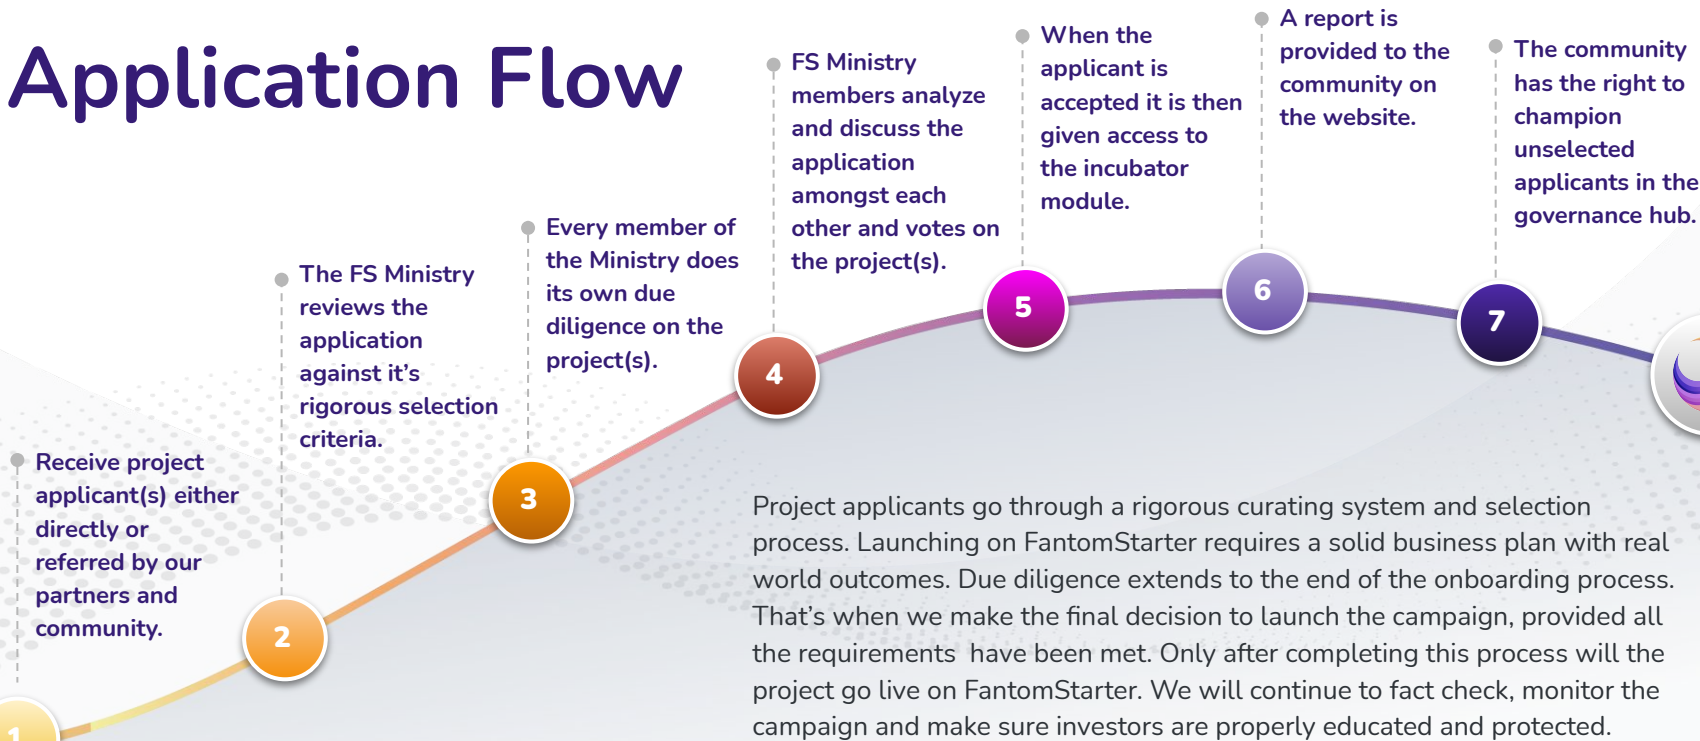 Application Flow
Receive project
applicant(s) either
directly or
referred by our
partners and
community.
1
The FS Ministry
reviews the
application
against it’s
rigorous selection
criteria.
2
Every member of
the Ministry does
its own due
diligence on the
project(s).
3
FS Ministry
members analyze
and discuss the
application
amongst each
other and votes on
the project(s).
4
When the
applicant is
accepted it is then
given access to
the incubator
module.
5
A report is
provided to the
community on
the website.
6
The community
has the right to
champion
unselected
applicants in the
governance hub.
7
Project applicants go through a rigorous curating system and selection
process. Launching on FantomStarter requires a solid business plan with real
world outcomes. Due diligence extends to the end of the onboarding process.
That’s when we make the final decision to launch the campaign, provided all
the requirements  have been met. Only after completing this process will the
project go live on FantomStarter. We will continue to fact check, monitor the
campaign and make sure investors are properly educated and protected.